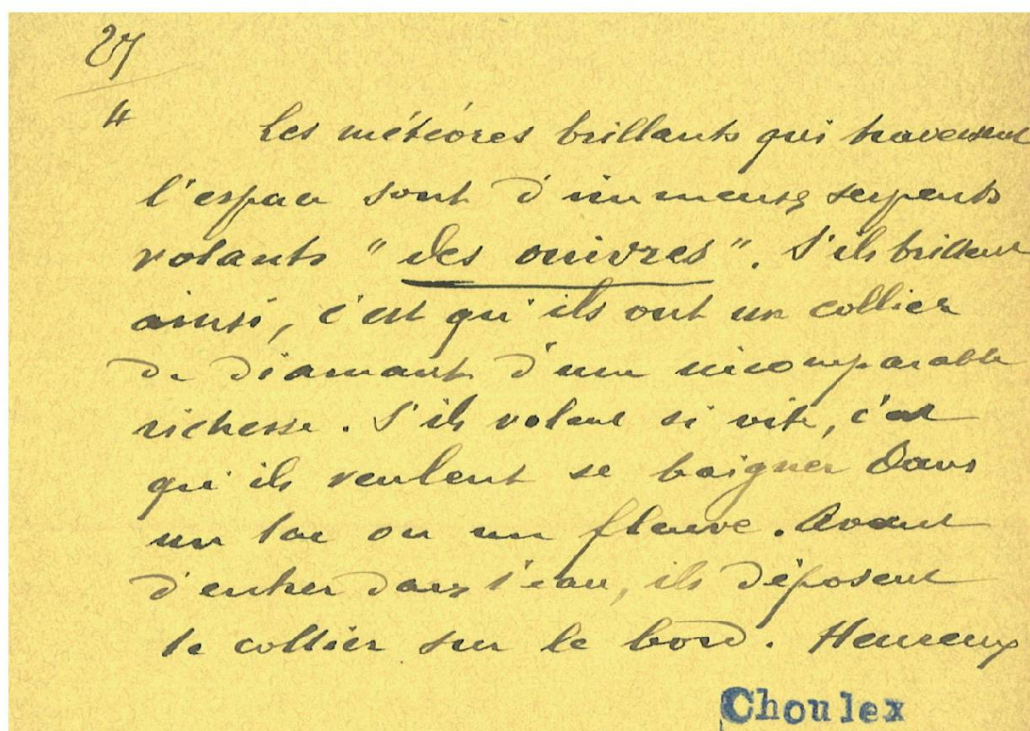 27
" Les météores brillants qui traversent
l'espace sont d'immenses serpents
volants "des ouivres". S'ils brillent
ainsi, c'est qu'ils ont un collier
de diamant d'une incomparable
richesse. S'ils volent si vite, c'est
qu'ils veulent se baigner dans
un lac ou un fleuve. Avant
d'entrer dans l'eau, ils déposent
le collier sur le bord. Heureux
Choulex